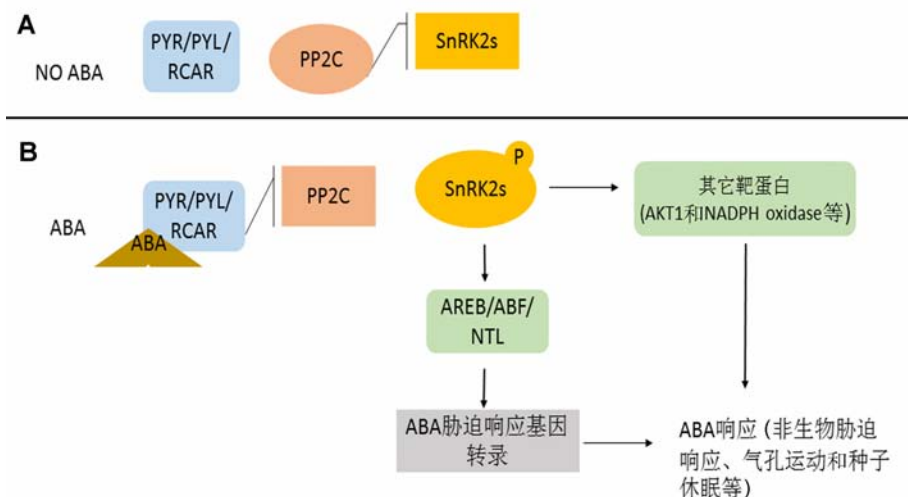 A
NO ABA
PYR/PYL/
RCAR
PP2C
SnRK2s
B
ABA
PYR/PYL/
RCAR
ABA
PP2C
P
SnRK2s
其它靶蛋白
(AKT1和INADPH oxidase等)
AREB/ABF/
NTL
ABA胁迫响应基因
转录
ABA响应 (非生物胁迫
响应、气孔运动和种子
休眠等)